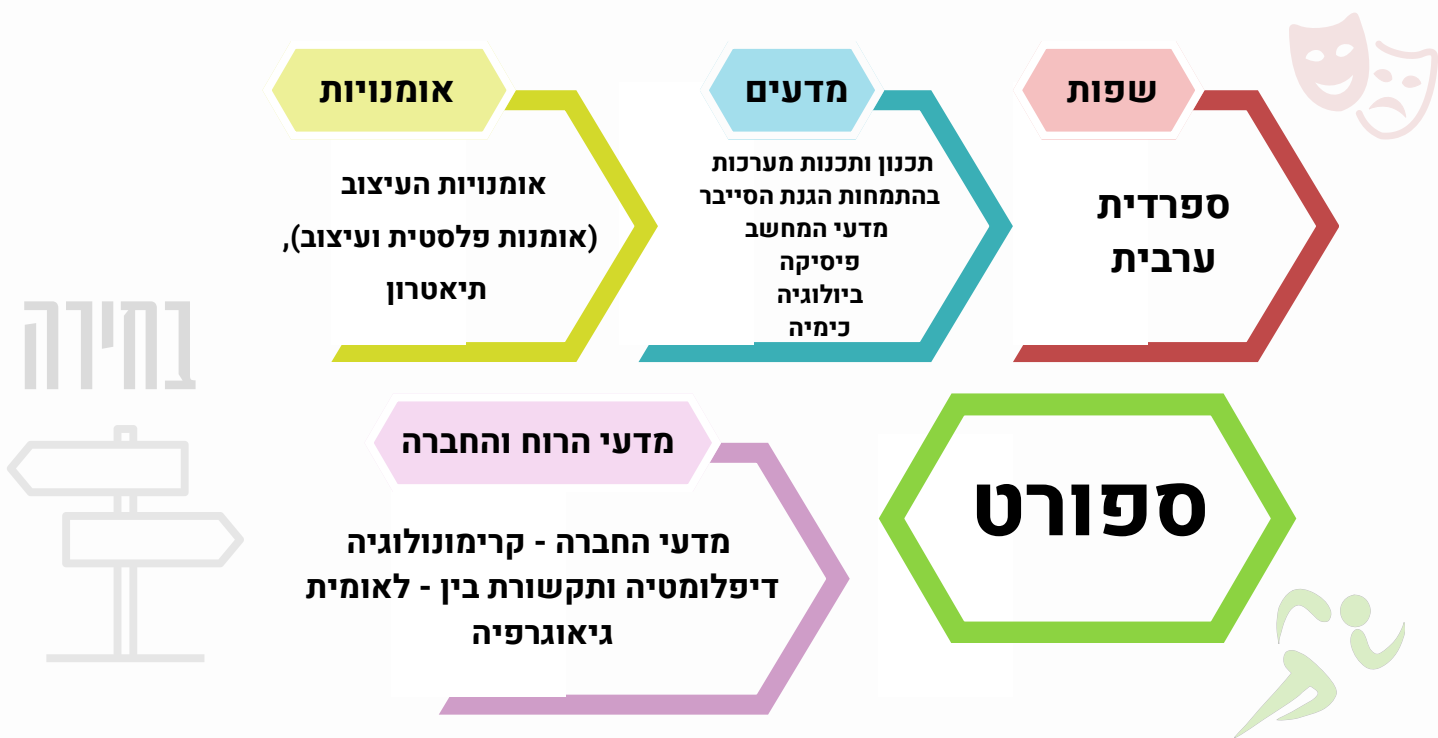 שפות
ספרדית
ערבית
מדעים
תכנון ותכנות מערכות
בהתמחות הגנת הסייבר
מדעי המחשב
פיסיקה
ביולוגיה
כימיה
אומנויות
אומנויות העיצוב
(אומנות פלסטית ועיצוב),
תיאטרון
בחירה
ספורט
מדעי הרוח והחברה
מדעי החברה - קרימונולוגיה
דיפלומטיה ותקשורת בין - לאומית
גיאוגרפיה